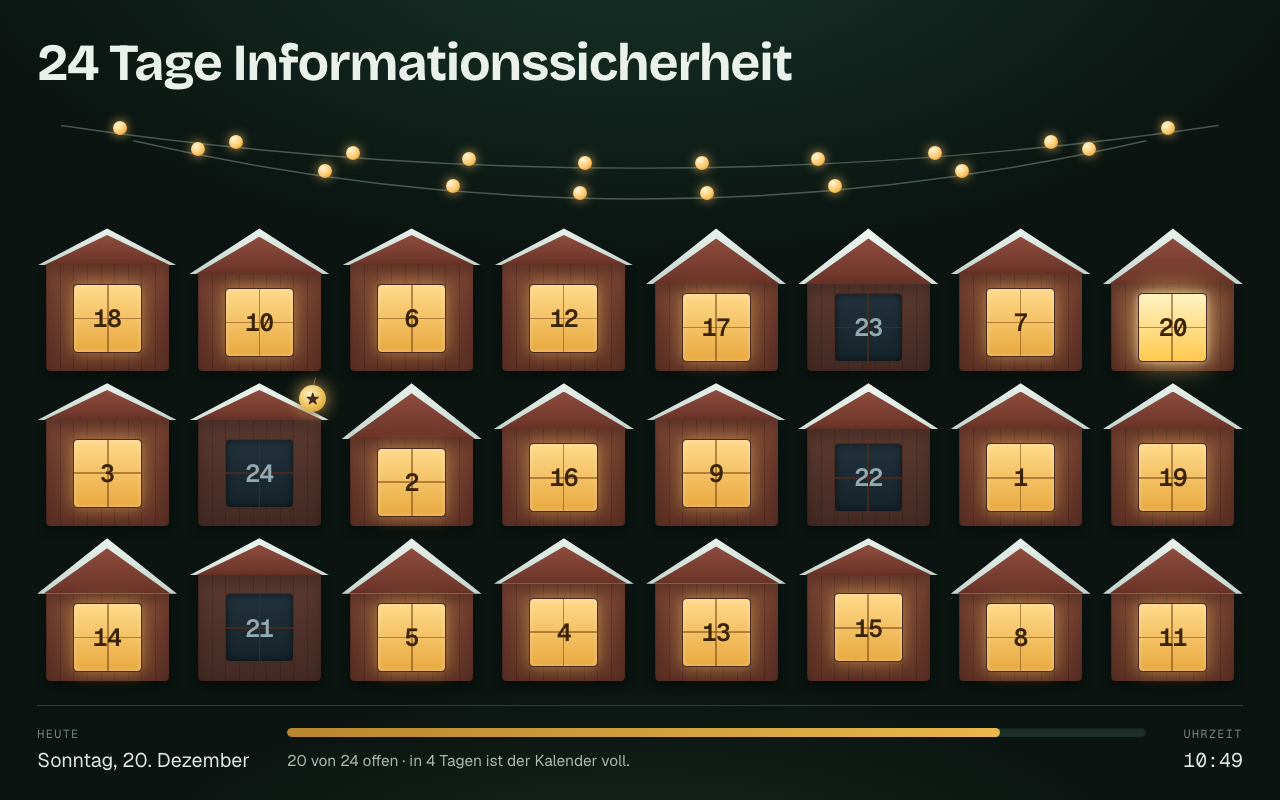 24 Tage Informationssicherheit
18 10 6 12 17 23 7 20
3 24 2 16 9 22 1 19
14 21 5 4 13 15 8 11
HEUTE
Sonntag, 20. Dezember
20 von 24 offen · in 4 Tagen ist der Kalender voll.
UHRZEIT
10:49